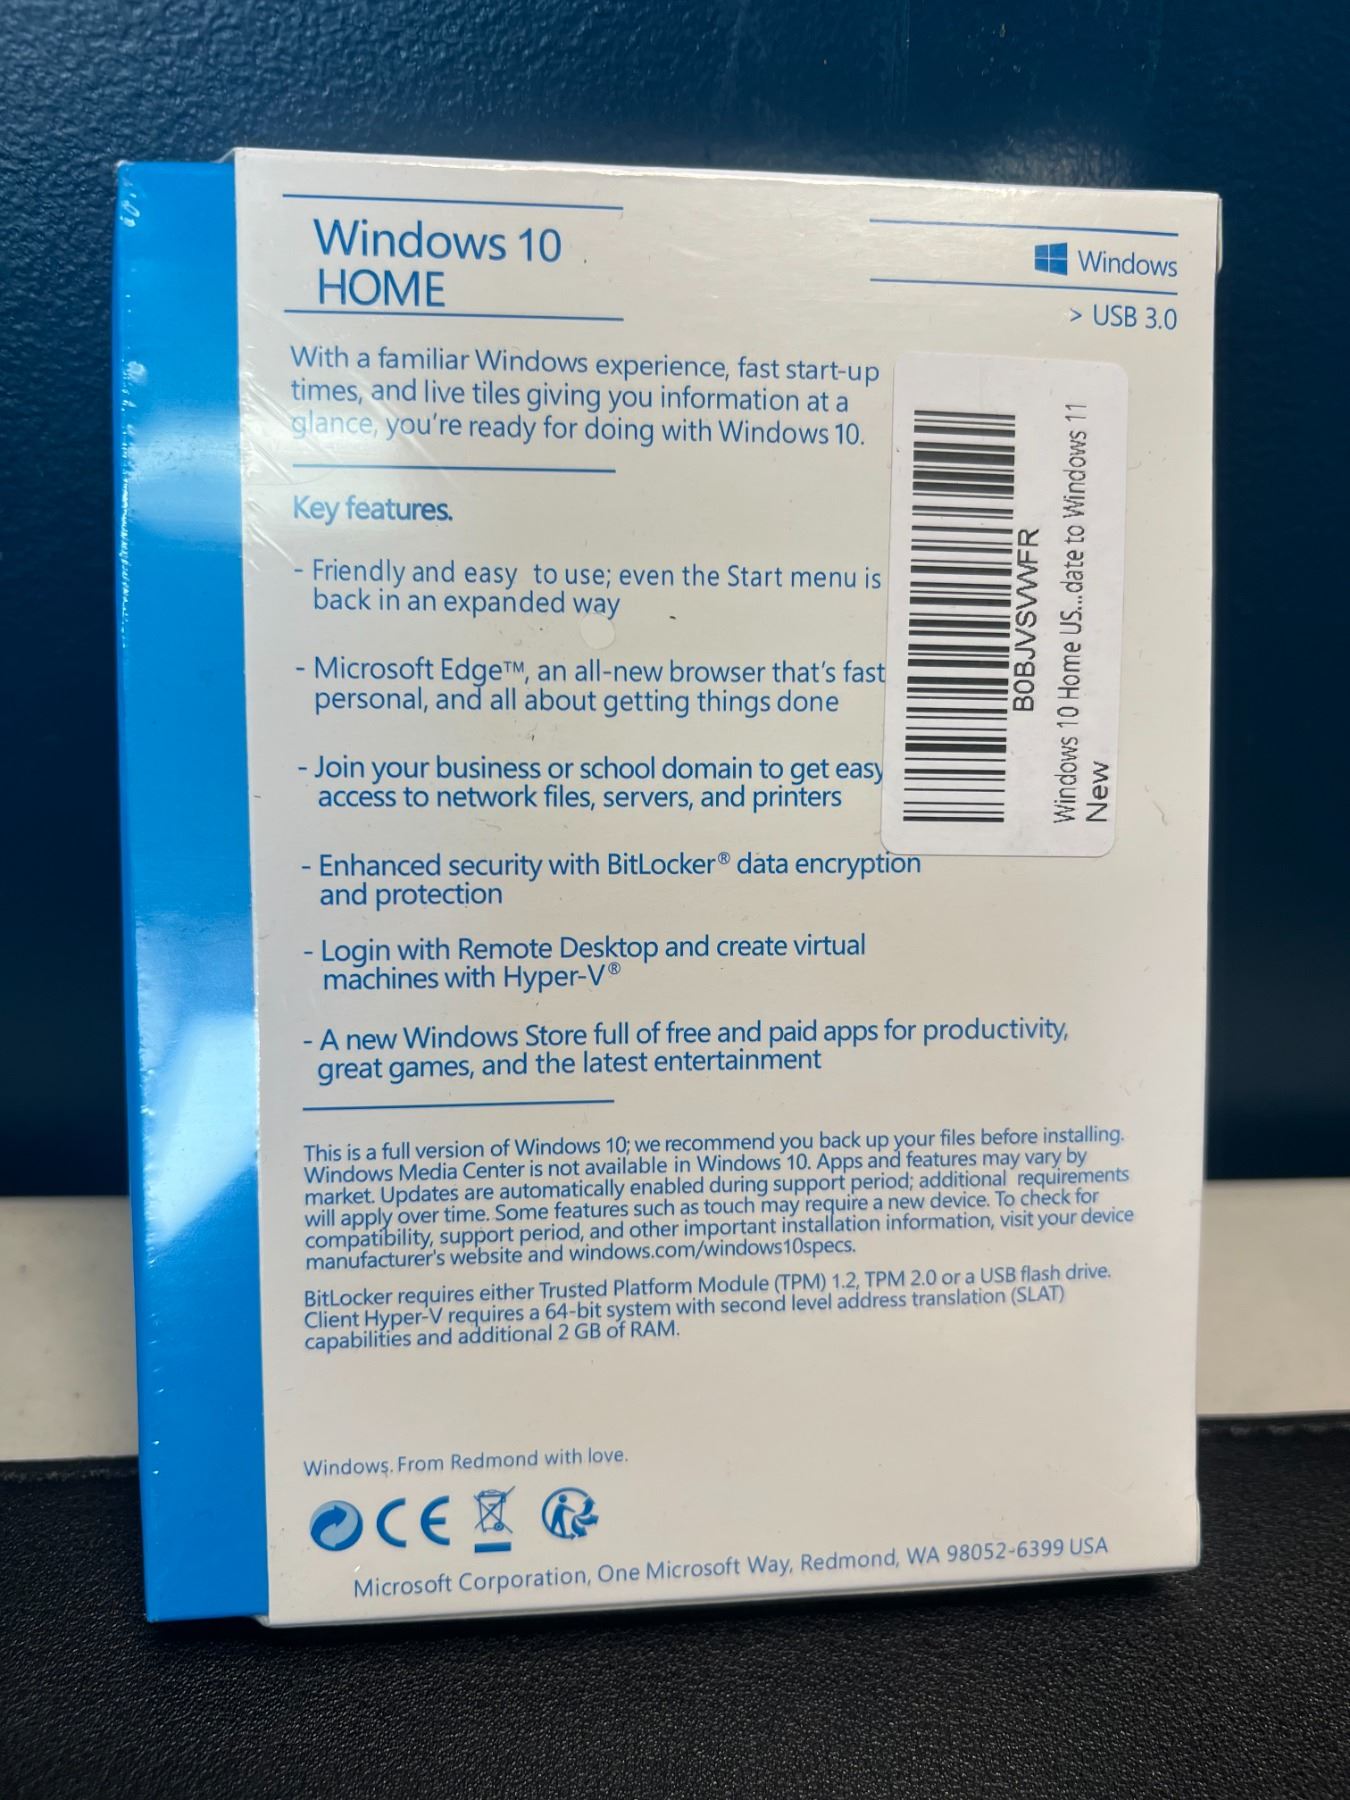 Windows 10
HOME
Windows
> USB 3.0
With a familiar Windows experience, fast start-up
times, and live tiles giving you information at a
glance, you're ready for doing with Windows 10.
Key features.
- Friendly and easy to use; even the Start menu is
back in an expanded way
- Microsoft Edge™, an all-new browser that's fast
personal, and all about getting things done
- Join your business or school domain to get easy
access to network files, servers, and printers
- Enhanced security with BitLocker® data encryption
and protection
- Login with Remote Desktop and create virtual
machines with Hyper-V®
- A new Windows Store full of free and paid apps for productivity,
great games, and the latest entertainment
B0BJVSVWFR
Windows 10 Home US...date to Windows 11
New
This is a full version of Windows 10; we recommend you back up your files before installing.
Windows Media Center is not available in Windows 10. Apps and features may vary by
market. Updates are automatically enabled during support period; additional requirements
will apply over time. Some features such as touch may require a new device. To check for
compatibility, support period, and other important installation information, visit your device
manufacturer's website and windows.com/windows10specs.
BitLocker requires either Trusted Platform Module (TPM) 1.2, TPM 2.0 or a USB flash drive.
Client Hyper-V requires a 64-bit system with second level address translation (SLAT)
capabilities and additional 2 GB of RAM.
Windows. From Redmond with love.
CE
Microsoft Corporation, One Microsoft Way, Redmond, WA 98052-6399 USA